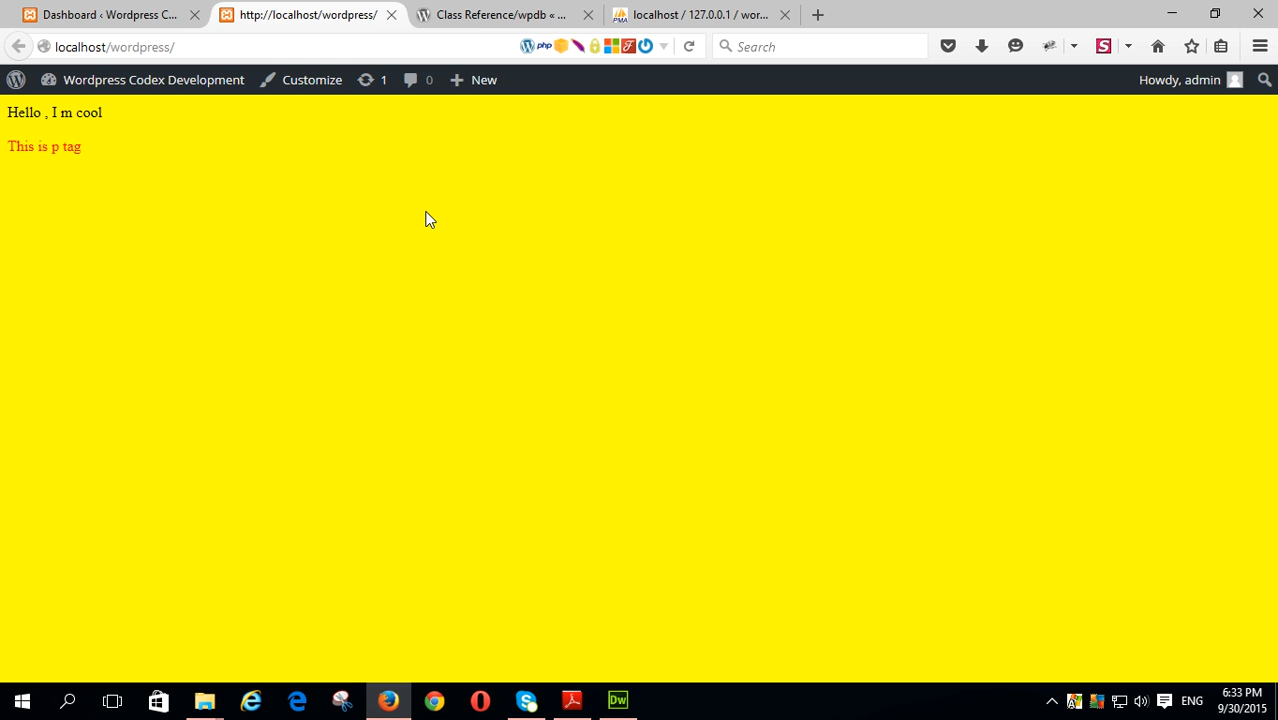 Dashboard ‹ Wordpress C...
http://localhost/wordpress/
Class Reference/wpdb « ...
localhost / 127.0.0.1 / wor...
localhost/wordpress/
php
Search
S
Wordpress Codex Development
Customize
1
0
New
Howdy, admin
Hello , I m cool
This is p tag
Dw
ENG
6:33 PM
9/30/2015